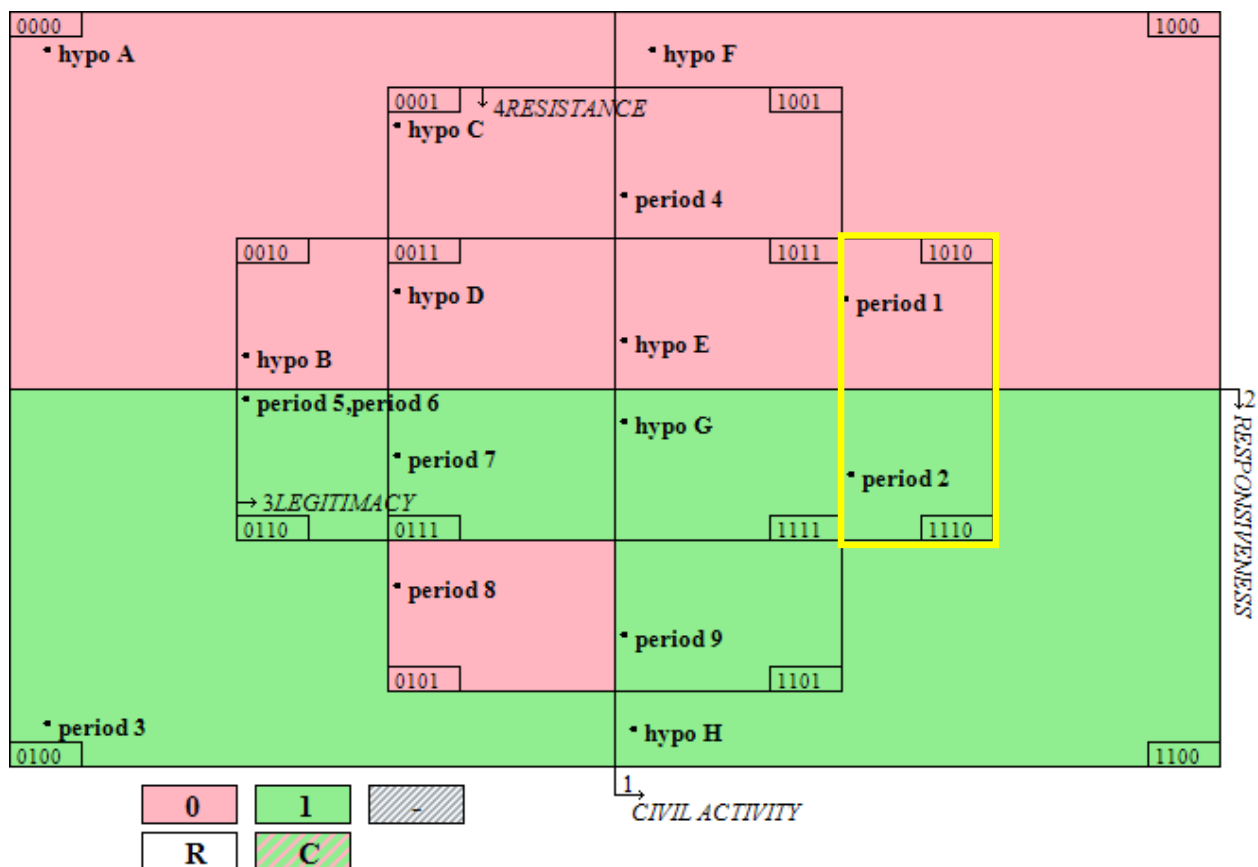 0000
1000
hypo A
hypo F
0001
4RESISTANCE
1001
hypo C
period 4
0010
0011
1011
1010
hypo D
period 1
hypo E
hypo B
2
RESPONSIVENESS
period 5,period 6
hypo G
period 7
period 2
3LEGITIMACY
0110
0111
1111
1110
period 8
period 9
0101
1101
period 3
hypo H
0100
1100
1
CIVIL ACTIVITY
0
1
-
R
C